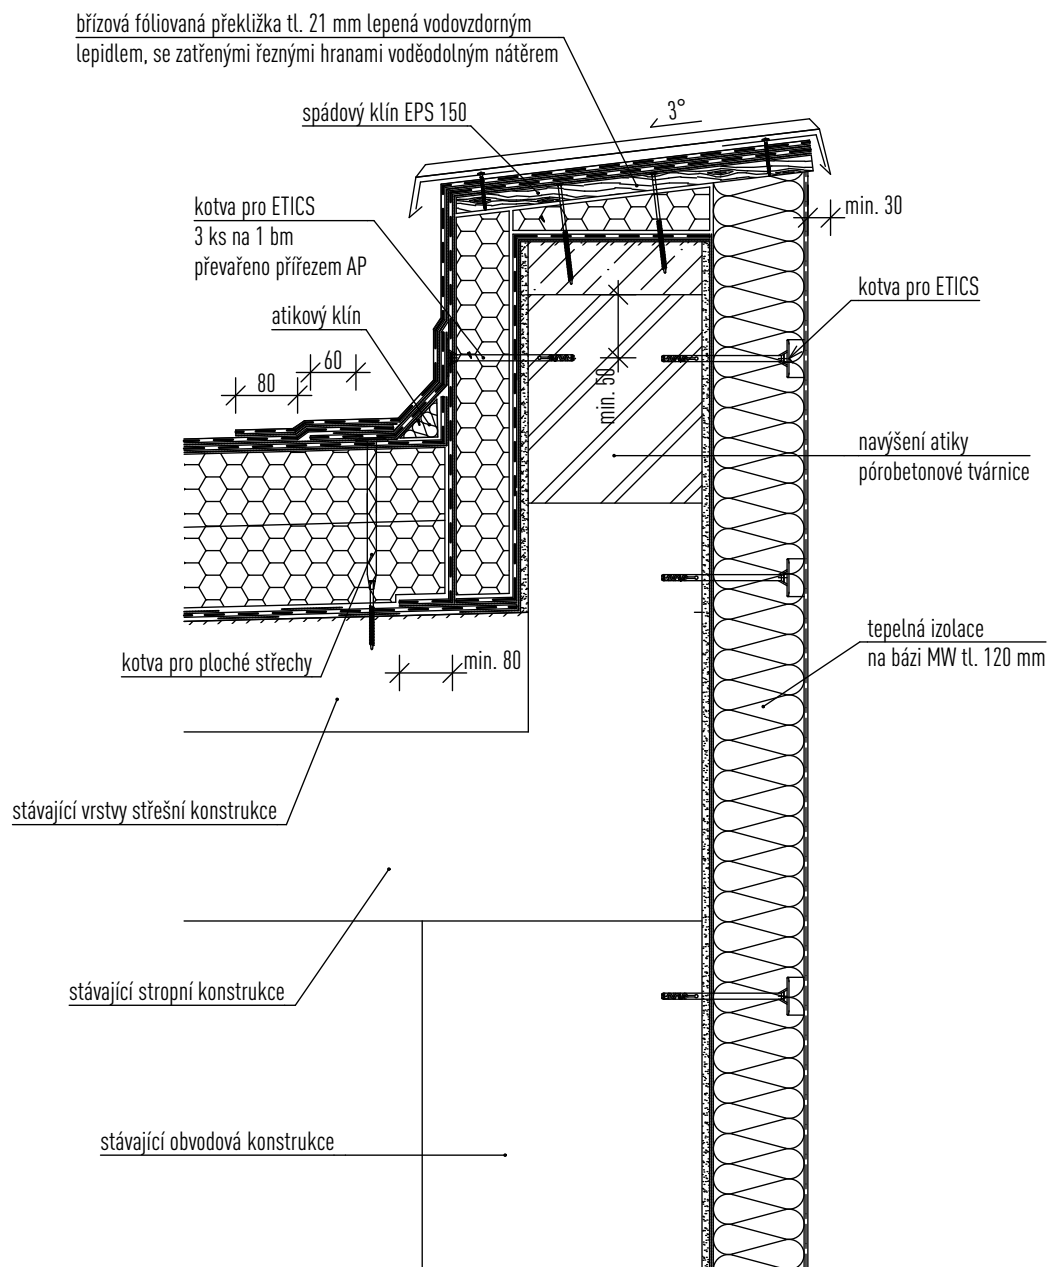 břízová fóliovaná překližka tl. 21 mm lepená vodovzdorným
lepidlem, se zatřenými řeznými hranami voděodolným nátěrem
3°
spádový klín EPS 150
kotva pro ETICS
3 ks na 1 bm
převařeno přířezem AP
min. 30
kotva pro ETICS
atikový klín
60
80
min. 50
navýšení atiky
pórobetonové tvárnice
tepelná izolace
na bázi MW tl. 120 mm
kotva pro ploché střechy
min. 80
stávající vrstvy střešní konstrukce
stávající stropní konstrukce
stávající obvodová konstrukce